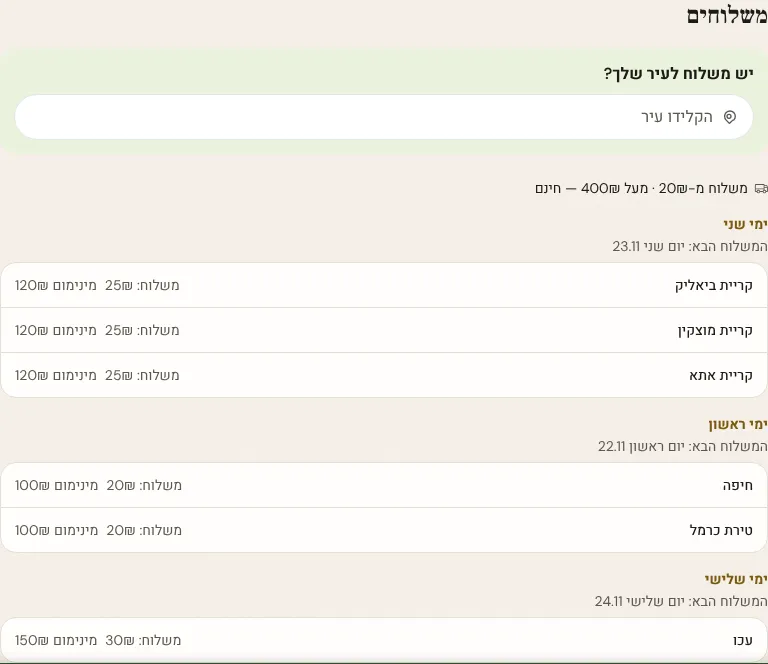 משלוחים
יש משלוח לעיר שלך?
הקלידו עיר
משלוח מ-20₪ · מעל 400₪ — חינם
ימי שני
המשלוח הבא: יום שני 23.11
קריית ביאליק משלוח: 25₪ מינימום 120₪
קריית מוצקין משלוח: 25₪ מינימום 120₪
קריית אתא משלוח: 25₪ מינימום 120₪
ימי ראשון
המשלוח הבא: יום ראשון 22.11
חיפה משלוח: 20₪ מינימום 100₪
טירת כרמל משלוח: 20₪ מינימום 100₪
ימי שלישי
המשלוח הבא: יום שלישי 24.11
עכו משלוח: 30₪ מינימום 150₪